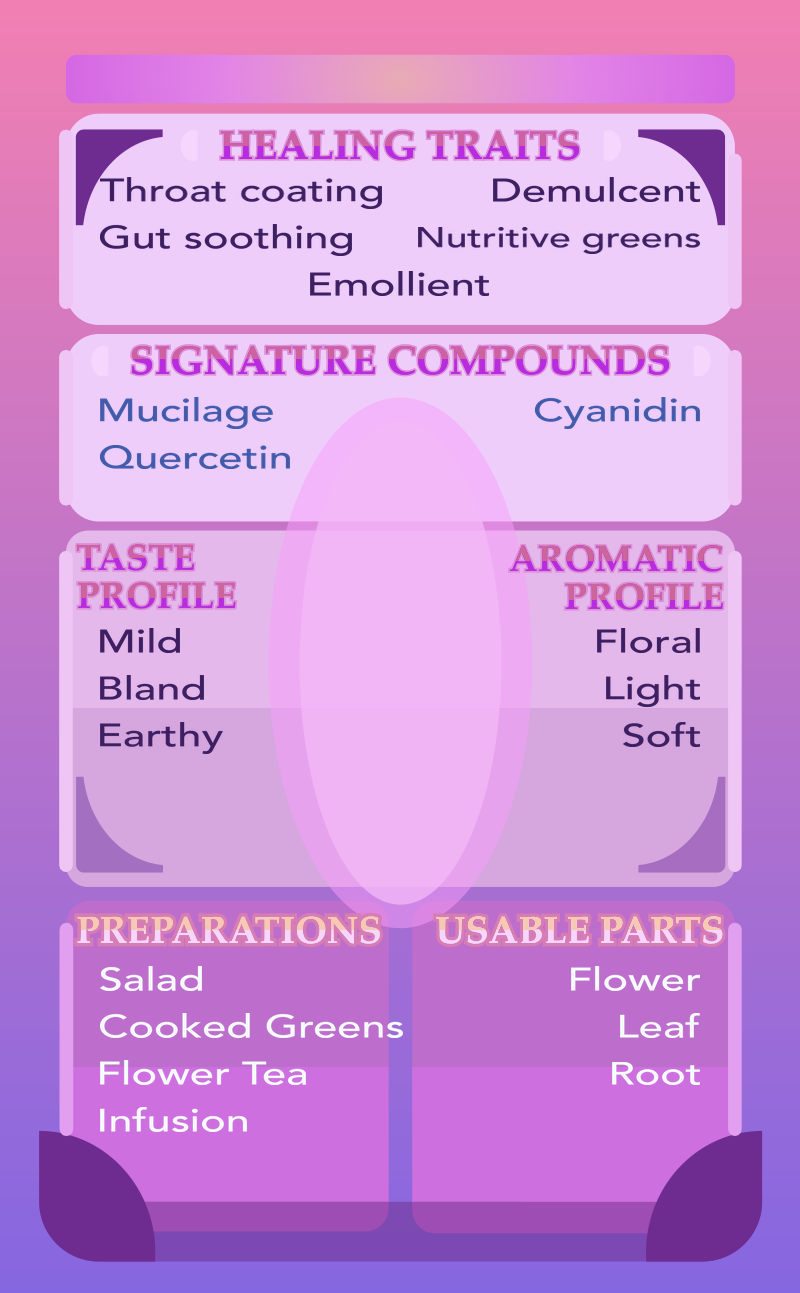 HEALING TRAITS
Throat coating Demulcent
Gut soothing Nutritive greens
Emollient
SIGNATURE COMPOUNDS
Mucilage Cyanidin
Quercetin
TASTE
PROFILE
Mild
Bland
Earthy
AROMATIC
PROFILE
Floral
Light
Soft
PREPARATIONS
Salad
Cooked Greens
Flower Tea
Infusion
USABLE PARTS
Flower
Leaf
Root